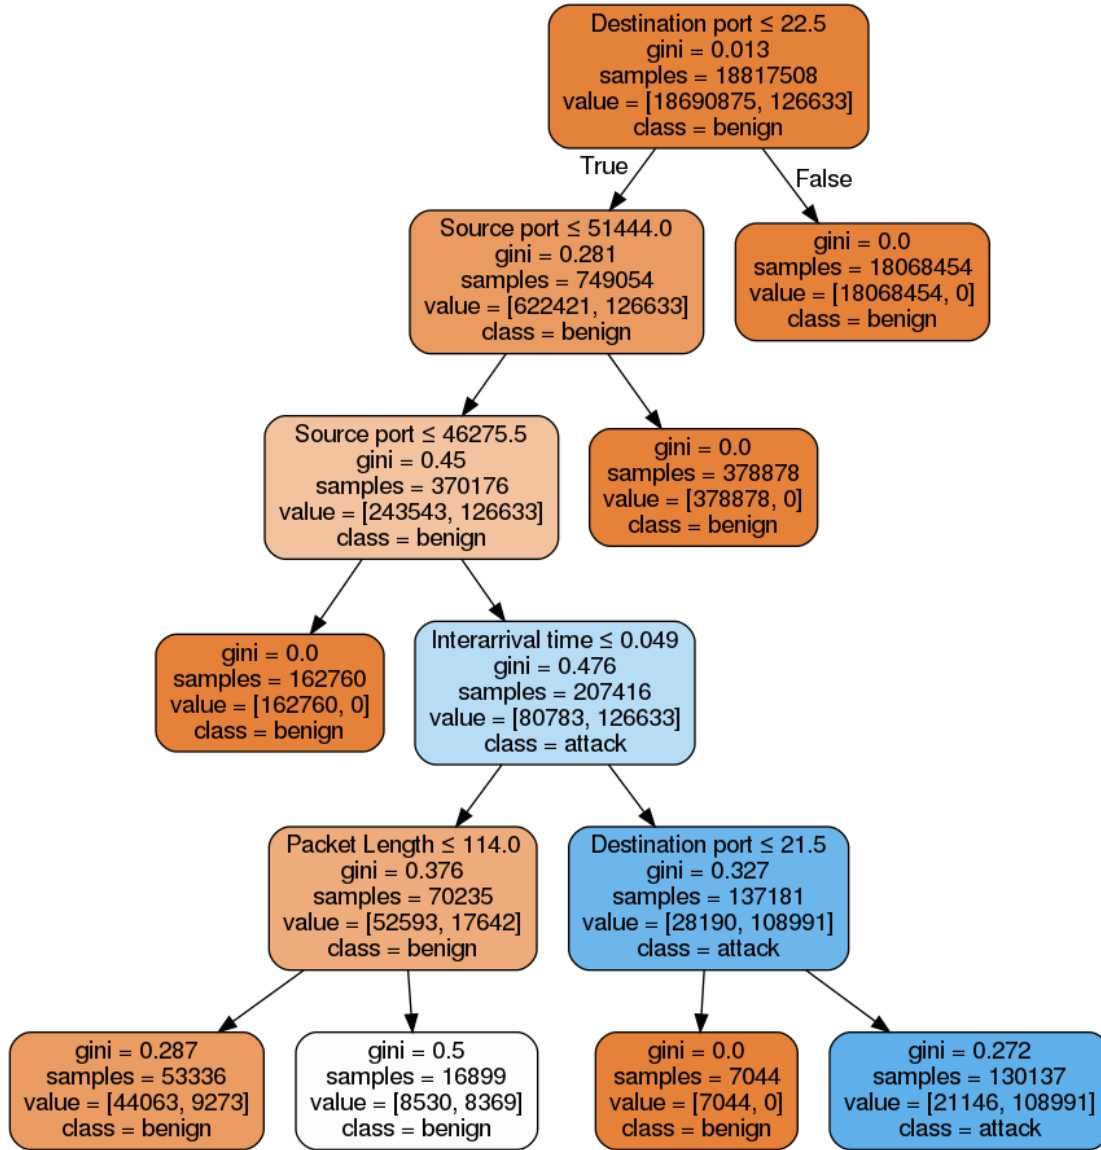 Destination port ≤ 22.5
gini = 0.013
samples = 18817508
value = [18690875, 126633]
class = benign
True
False
Source port ≤ 51444.0
gini = 0.281
samples = 749054
value = [622421, 126633]
class = benign
gini = 0.0
samples = 18068454
value = [18068454, 0]
class = benign
Source port ≤ 46275.5
gini = 0.45
samples = 370176
value = [243543, 126633]
class = benign
gini = 0.0
samples = 378878
value = [378878, 0]
class = benign
gini = 0.0
samples = 162760
value = [162760, 0]
class = benign
Interarrival time ≤ 0.049
gini = 0.476
samples = 207416
value = [80783, 126633]
class = attack
Packet Length ≤ 114.0
gini = 0.376
samples = 70235
value = [52593, 17642]
class = benign
Destination port ≤ 21.5
gini = 0.327
samples = 137181
value = [28190, 108991]
class = attack
gini = 0.287
samples = 53336
value = [44063, 9273]
class = benign
gini = 0.5
samples = 16899
value = [8530, 8369]
class = benign
gini = 0.0
samples = 7044
value = [7044, 0]
class = benign
gini = 0.272
samples = 130137
value = [21146, 108991]
class = attack